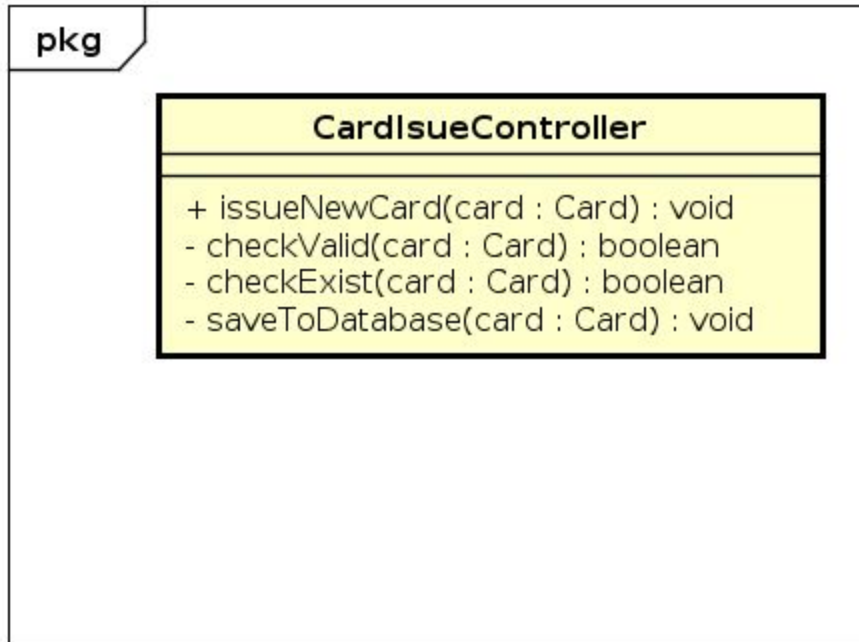 pkg
CardIsueController
+ issueNewCard(card : Card) : void
- checkValid(card : Card) : boolean
- checkExist(card : Card) : boolean
- saveToDatabase(card : Card) : void